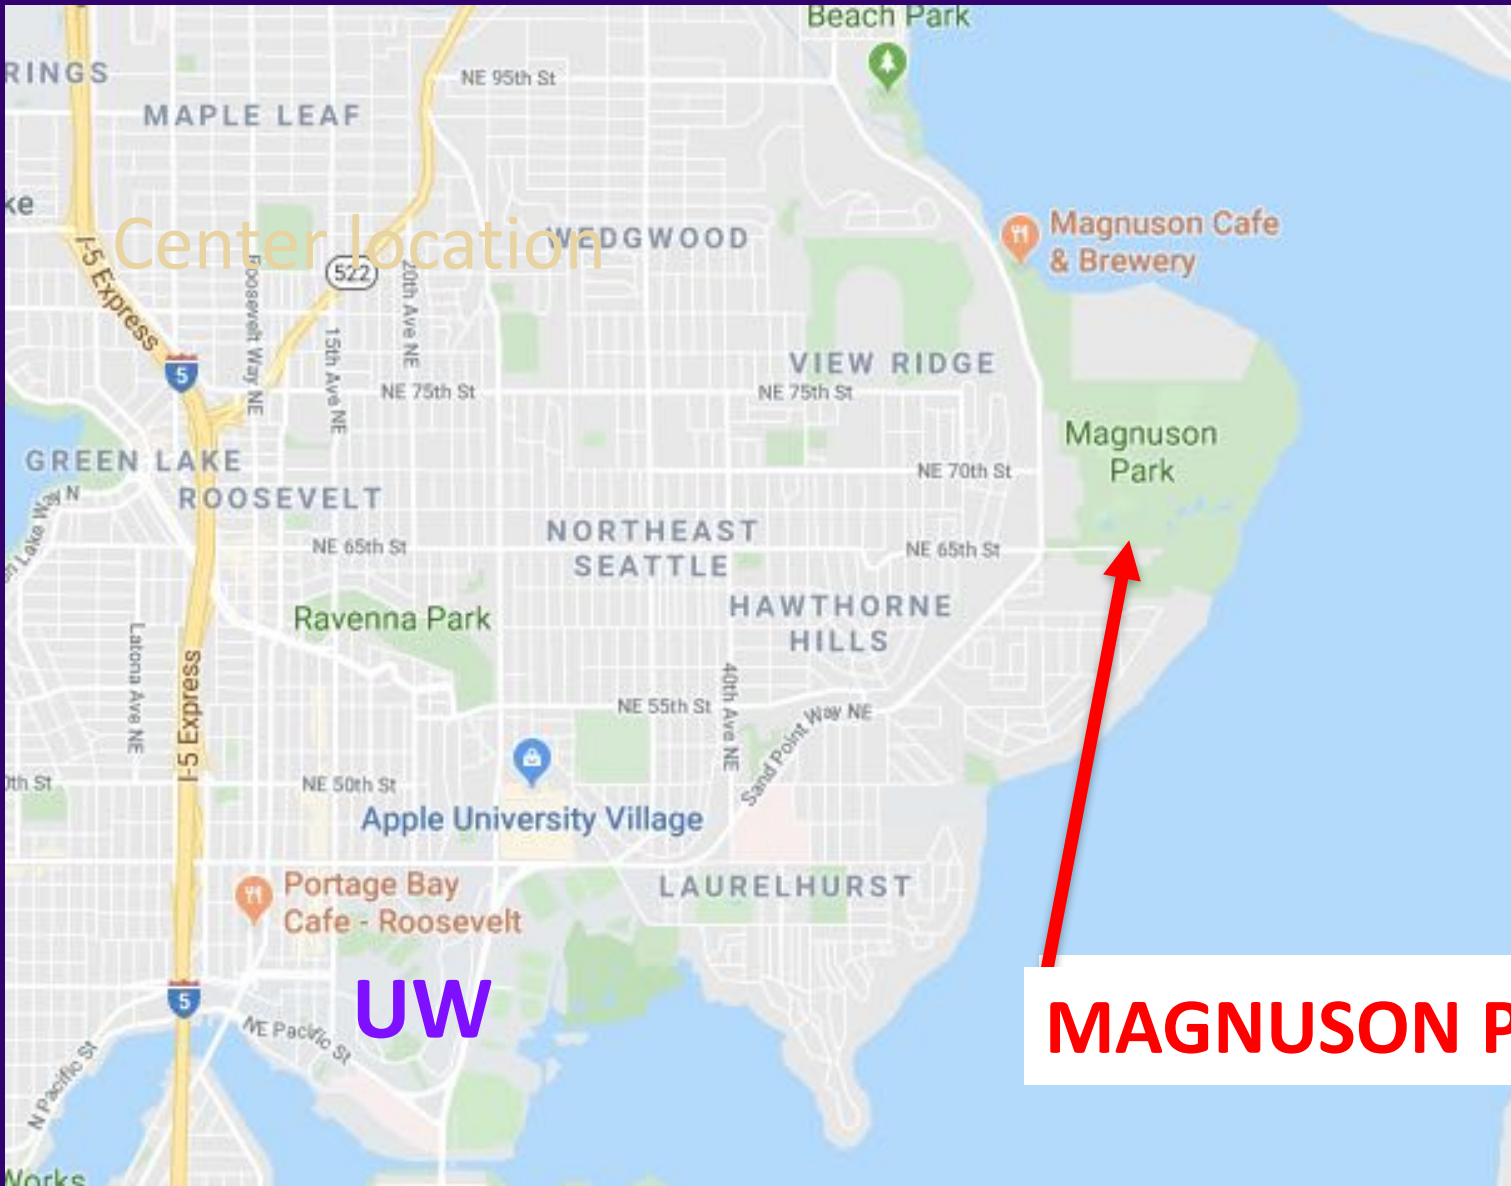 Beach Park
RINGS
NE 95th St
MAPLE LEAF
ke
Center location
WEDGWOOD
Magnuson Cafe
& Brewery
I-5 Express
522
Roosevelt Way NE
15th Ave NE
20th Ave NE
5
VIEW RIDGE
NE 75th St
NE 75th St
Magnuson
Park
GREEN LAKE
NE 70th St
ROOSEVELT
Lake Way N
NORTHEAST
SEATTLE
NE 65th St
NE 65th St
HAWTHORNE
HILLS
Ravenna Park
Latona Ave NE
I-5 Express
NE 55th St
40th Ave NE
Sand Point Way NE
0th St
NE 50th St
Apple University Village
Portage Bay
Cafe - Roosevelt
LAURELHURST
UW
5
NE Pacific St
N Pacific St
MAGNUSON P
Works